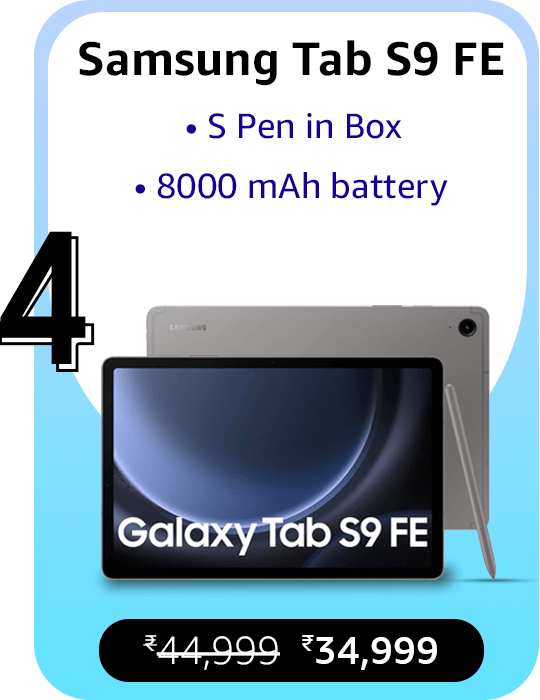 Samsung Tab S9 FE
• S Pen in Box
• 8000 mAh battery
4
SAMSUNG
Galaxy Tab S9 FE
₹44,999 ₹34,999